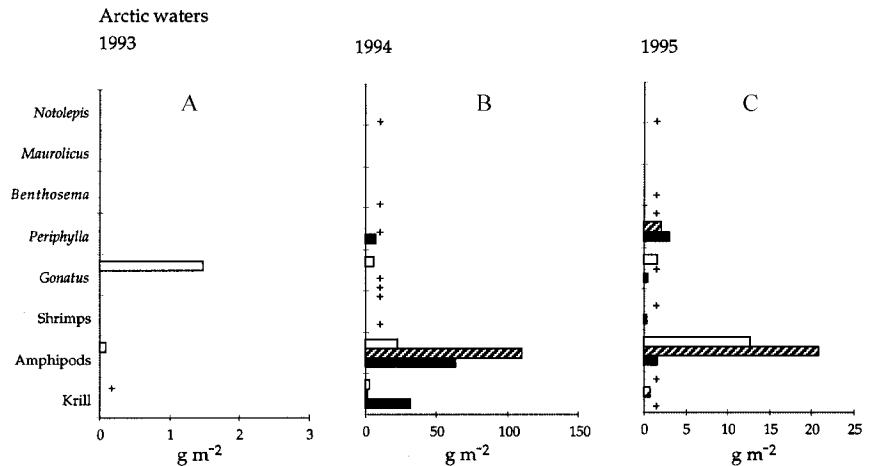 Arctic waters
1993
1994
1995
A
B
C
Notolepis
Maurolicus
Benthosema
Periphylla
Gonatus
Shrimps
Amphipods
Krill
0 1 2 3
0 50 100 150
0 5 10 15 20 25
g m⁻²
g m⁻²
g m⁻²